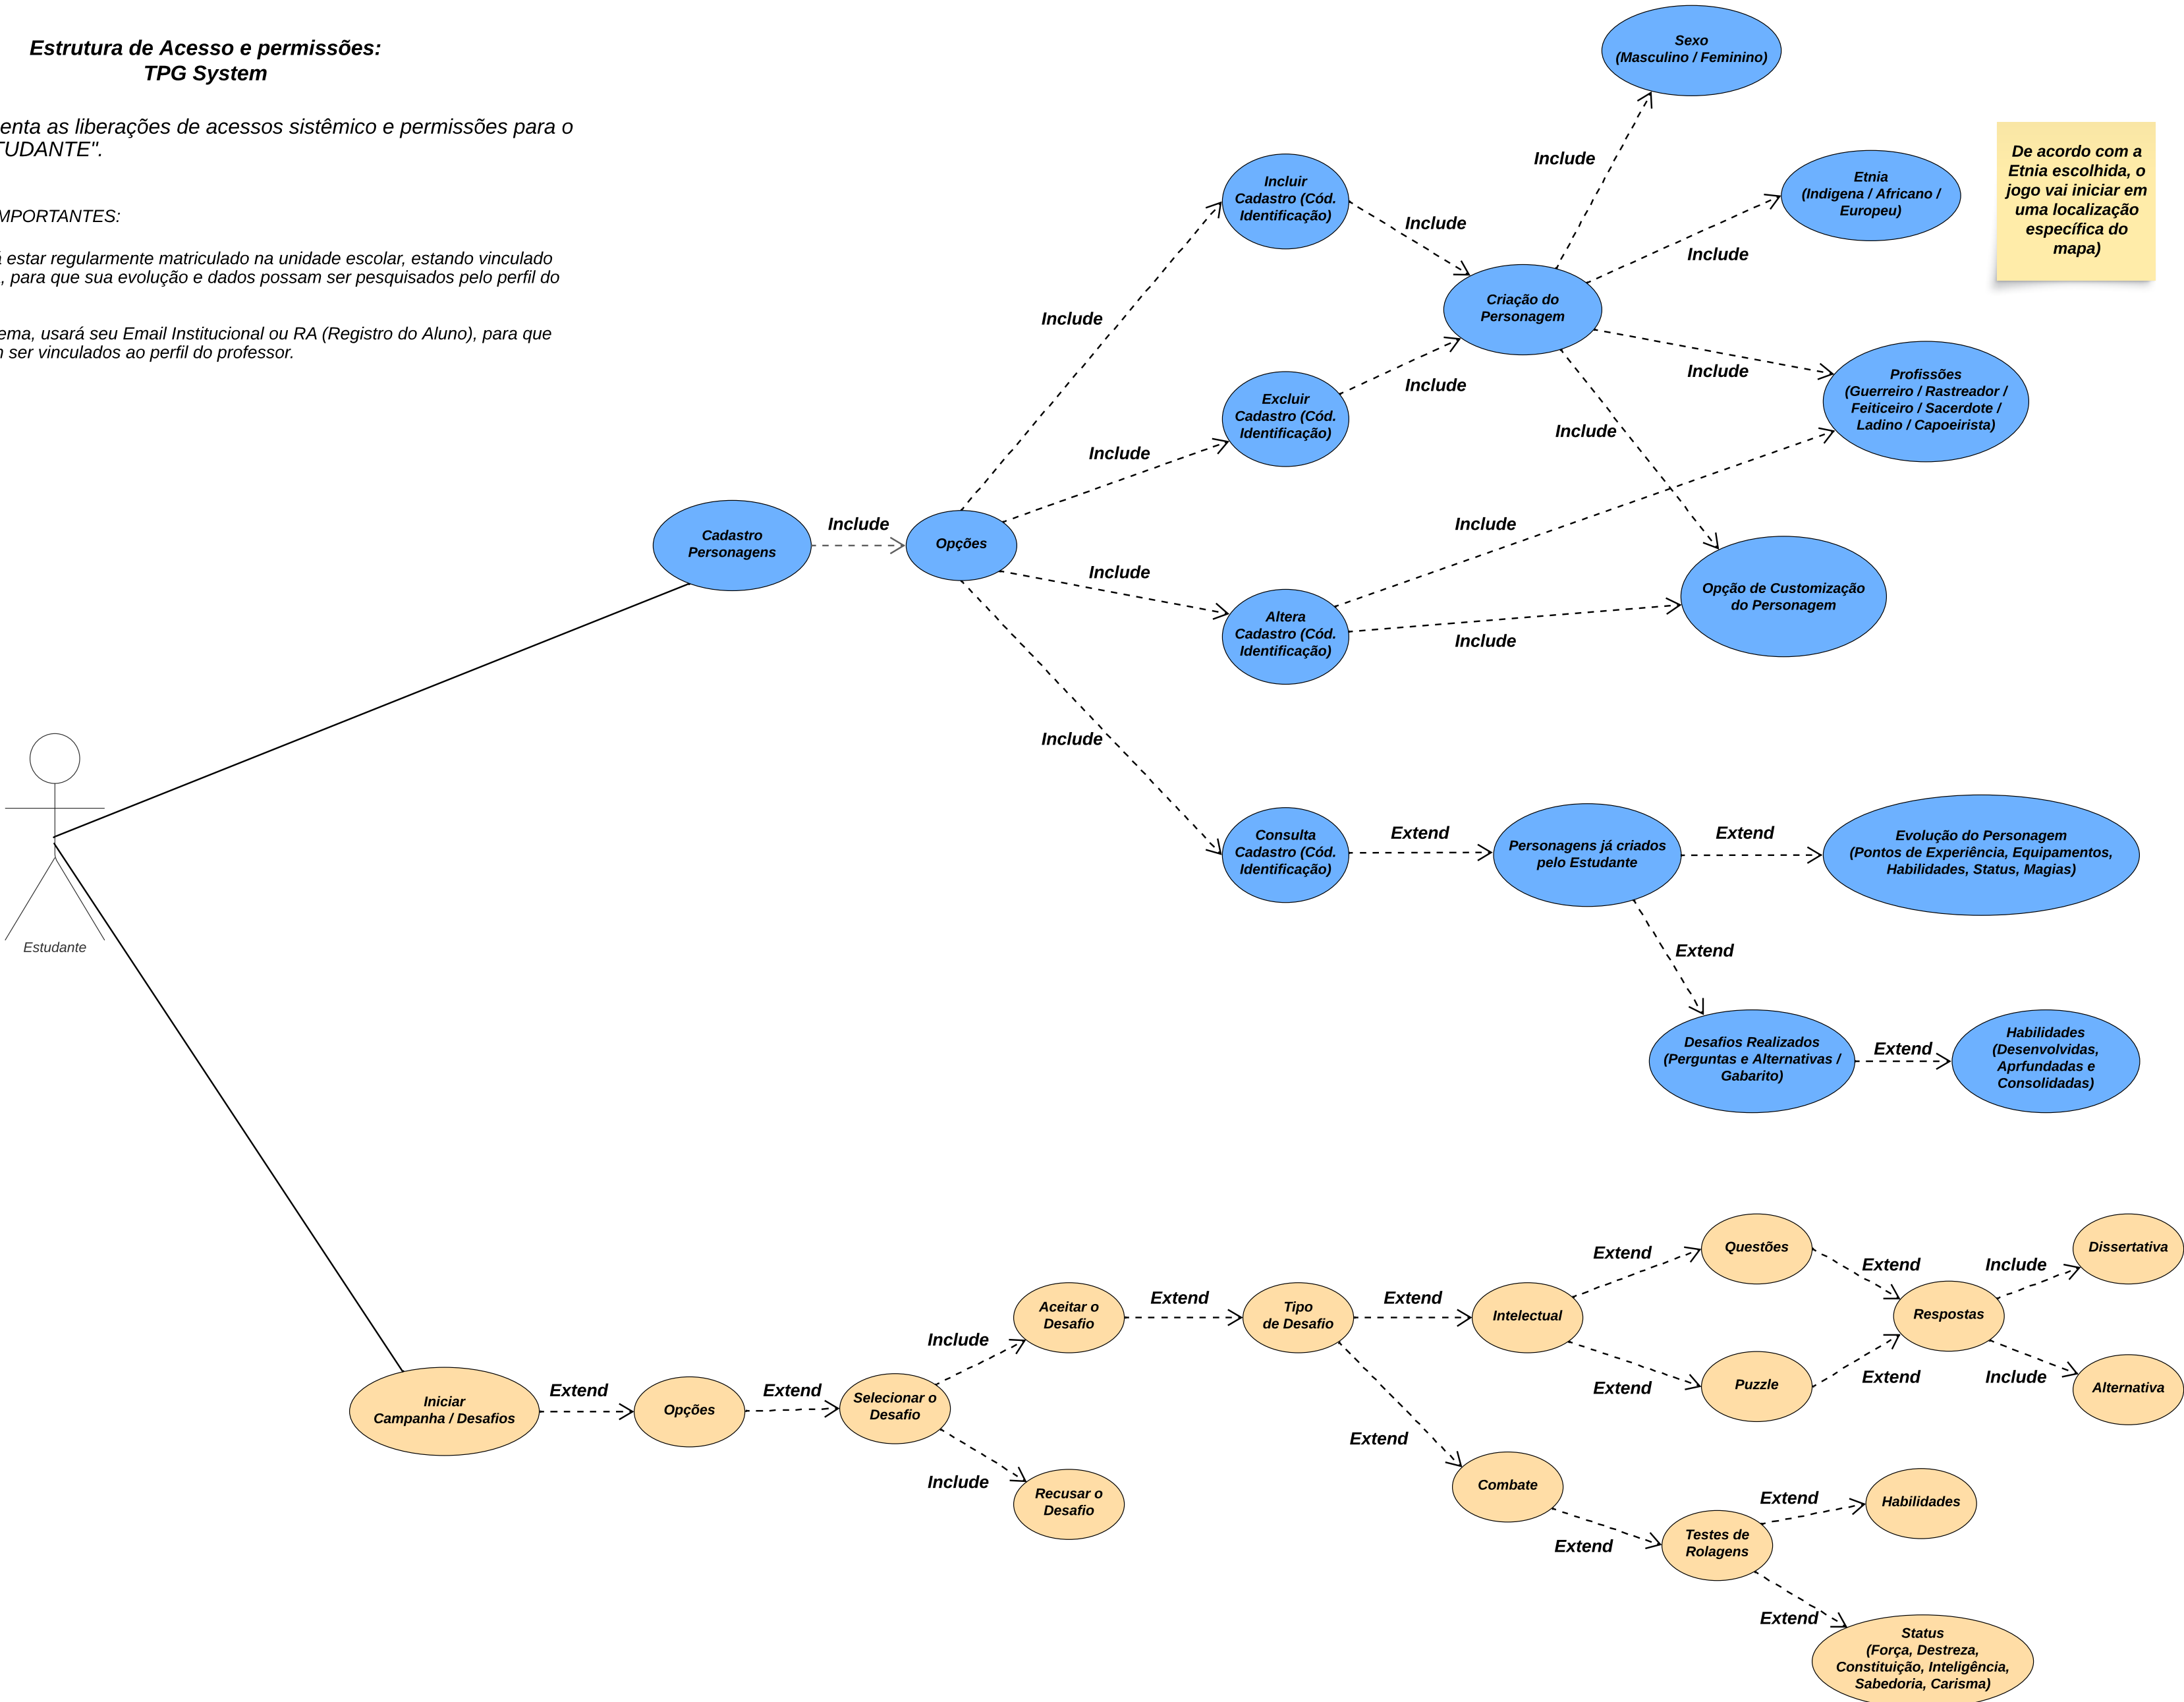 Estrutura de Acesso e permissões:
TPG System
enta as liberações de acessos sistêmico e permissões para o
TUDANTE".
MPORTANTES:
estar regularmente matriculado na unidade escolar, estando vinculado
, para que sua evolução e dados possam ser pesquisados pelo perfil do
ema, usará seu Email Institucional ou RA (Registro do Aluno), para que
ser vinculados ao perfil do professor.
Sexo
(Masculino / Feminino)
Include
Etnia
(Indigena / Africano /
Europeu)
De acordo com a
Etnia escolhida, o
jogo vai iniciar em
uma localização
específica do
mapa)
Incluir
Cadastro (Cód.
Identificação)
Include
Include
Criação do
Personagem
Include
Include
Include
Profissões
(Guerreiro / Rastreador /
Feiticeiro / Sacerdote /
Ladino / Capoeirista)
Excluir
Cadastro (Cód.
Identificação)
Include
Include
Include
Cadastro
Personagens
Include
Opções
Include
Include
Altera
Cadastro (Cód.
Identificação)
Include
Opção de Customização
do Personagem
Include
Estudante
Consulta
Cadastro (Cód.
Identificação)
Extend
Personagens já criados
pelo Estudante
Extend
Evolução do Personagem
(Pontos de Experiência, Equipamentos,
Habilidades, Status, Magias)
Extend
Desafios Realizados
(Perguntas e Alternativas /
Gabarito)
Extend
Habilidades
(Desenvolvidas,
Aprfundadas e
Consolidadas)
Iniciar
Campanha / Desafios
Extend
Opções
Extend
Selecionar o
Desafio
Include
Include
Aceitar o
Desafio
Recusar o
Desafio
Extend
Tipo
de Desafio
Extend
Extend
Intelectual
Extend
Extend
Questões
Puzzle
Extend
Extend
Respostas
Include
Include
Dissertativa
Alternativa
Combate
Extend
Testes de
Rolagens
Extend
Extend
Habilidades
Status
(Força, Destreza,
Constituição, Inteligência,
Sabedoria, Carisma)